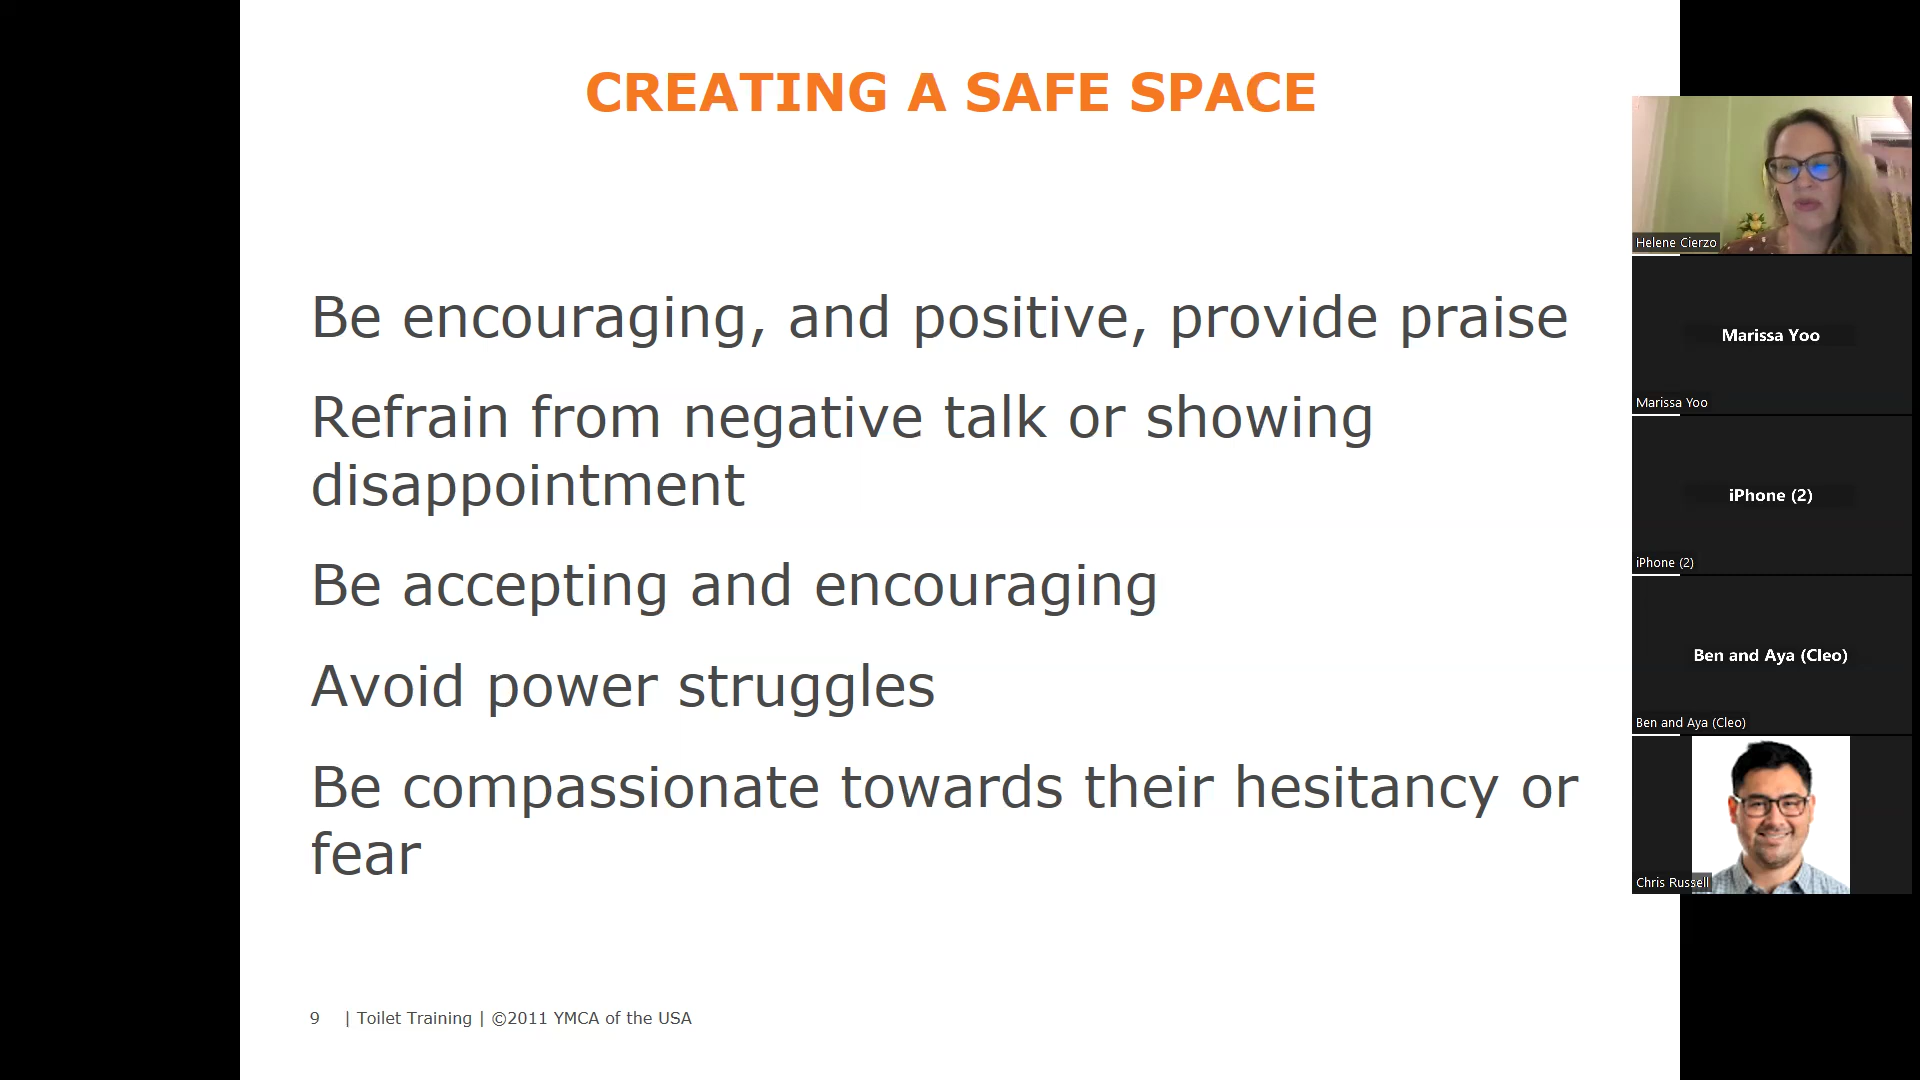 CREATING A SAFE SPACE
Be encouraging, and positive, provide praise
Refrain from negative talk or showing
disappointment
Be accepting and encouraging
Avoid power struggles
Be compassionate towards their hesitancy or
fear
9 | Toilet Training | ©2011 YMCA of the USA
Helene Cierzo
Marissa Yoo
Marissa Yoo
iPhone (2)
iPhone (2)
Ben and Aya (Cleo)
Ben and Aya (Cleo)
Chris Russell